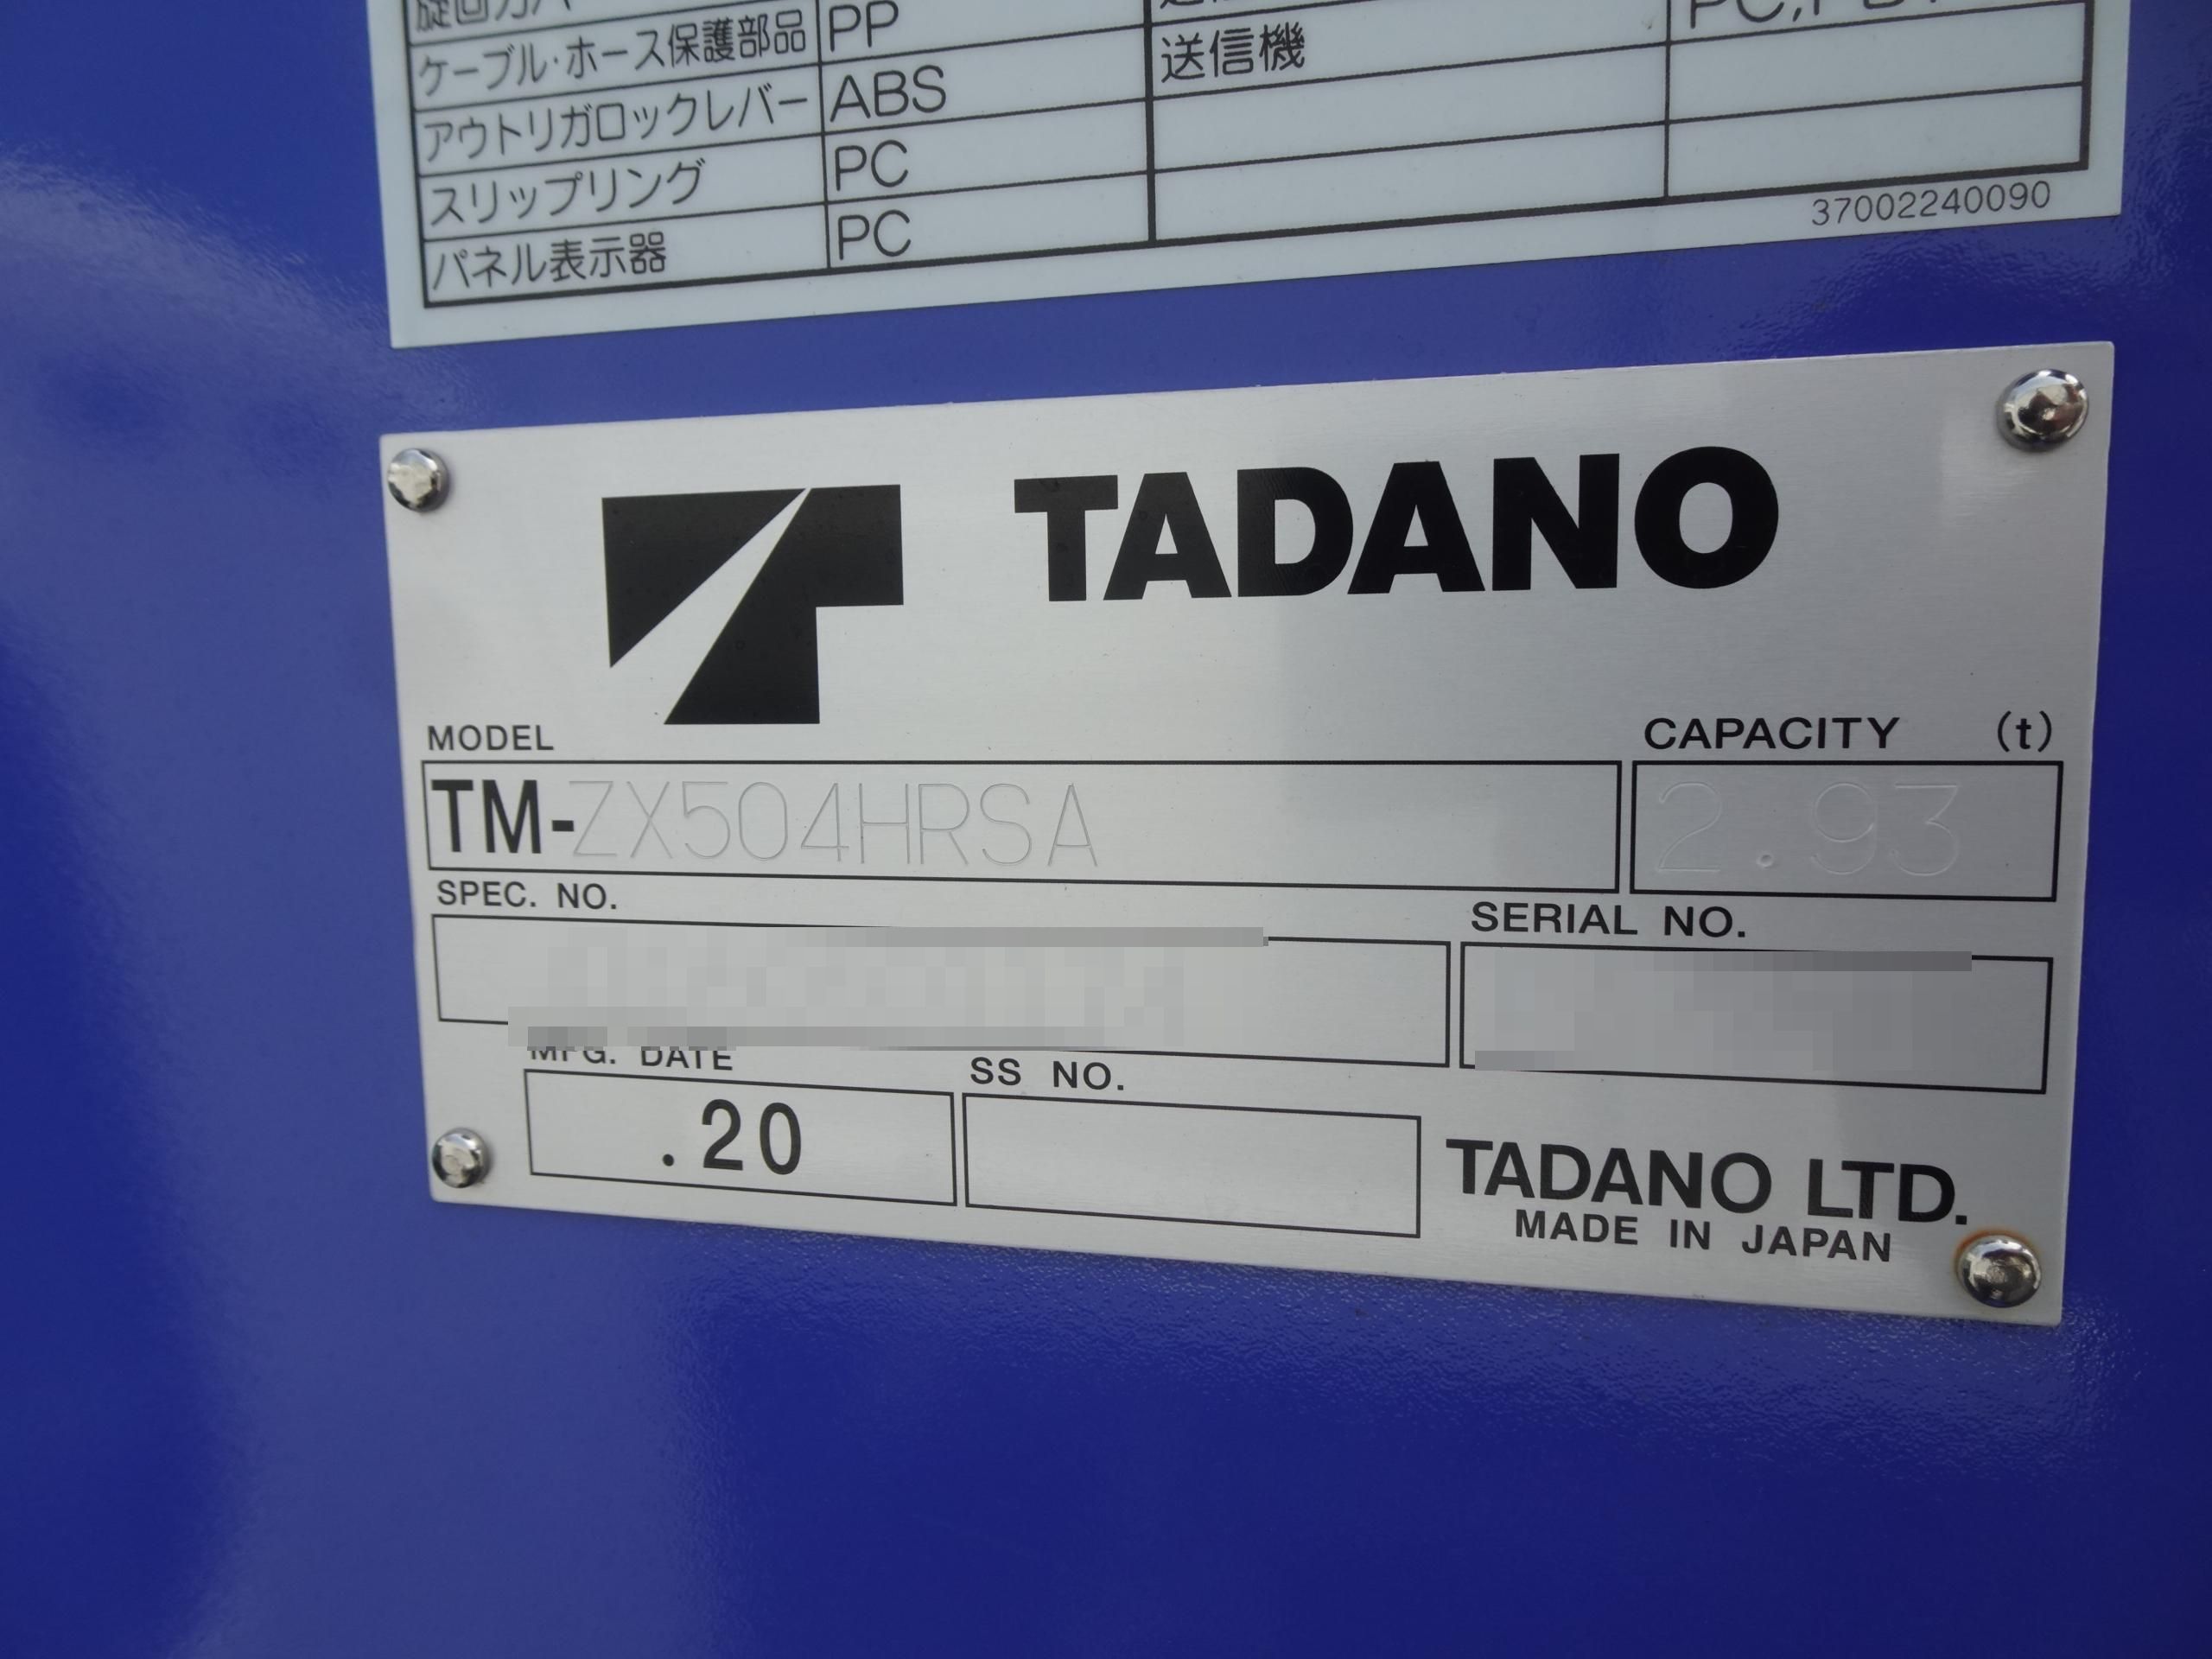 ケーブル・ホース保護部品 PP 送信機
アウトリガロックレバー ABS
スリップリング PC
パネル表示器 PC
37002240090
TADANO
MODEL CAPACITY (t)
TM-ZX504HRSA 2.93
SPEC. NO. SERIAL NO.
MFG. DATE SS NO.
.20
TADANO LTD.
MADE IN JAPAN